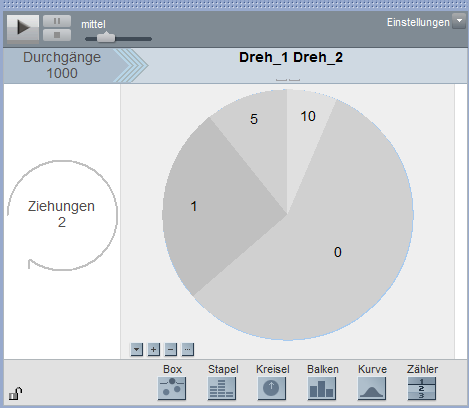 mittel
Einstellungen
Durchgänge
1000
Dreh_1 Dreh_2
Ziehungen
2
5
10
1
0
Box
Stapel
Kreisel
Balken
Kurve
Zähler
1
2
3